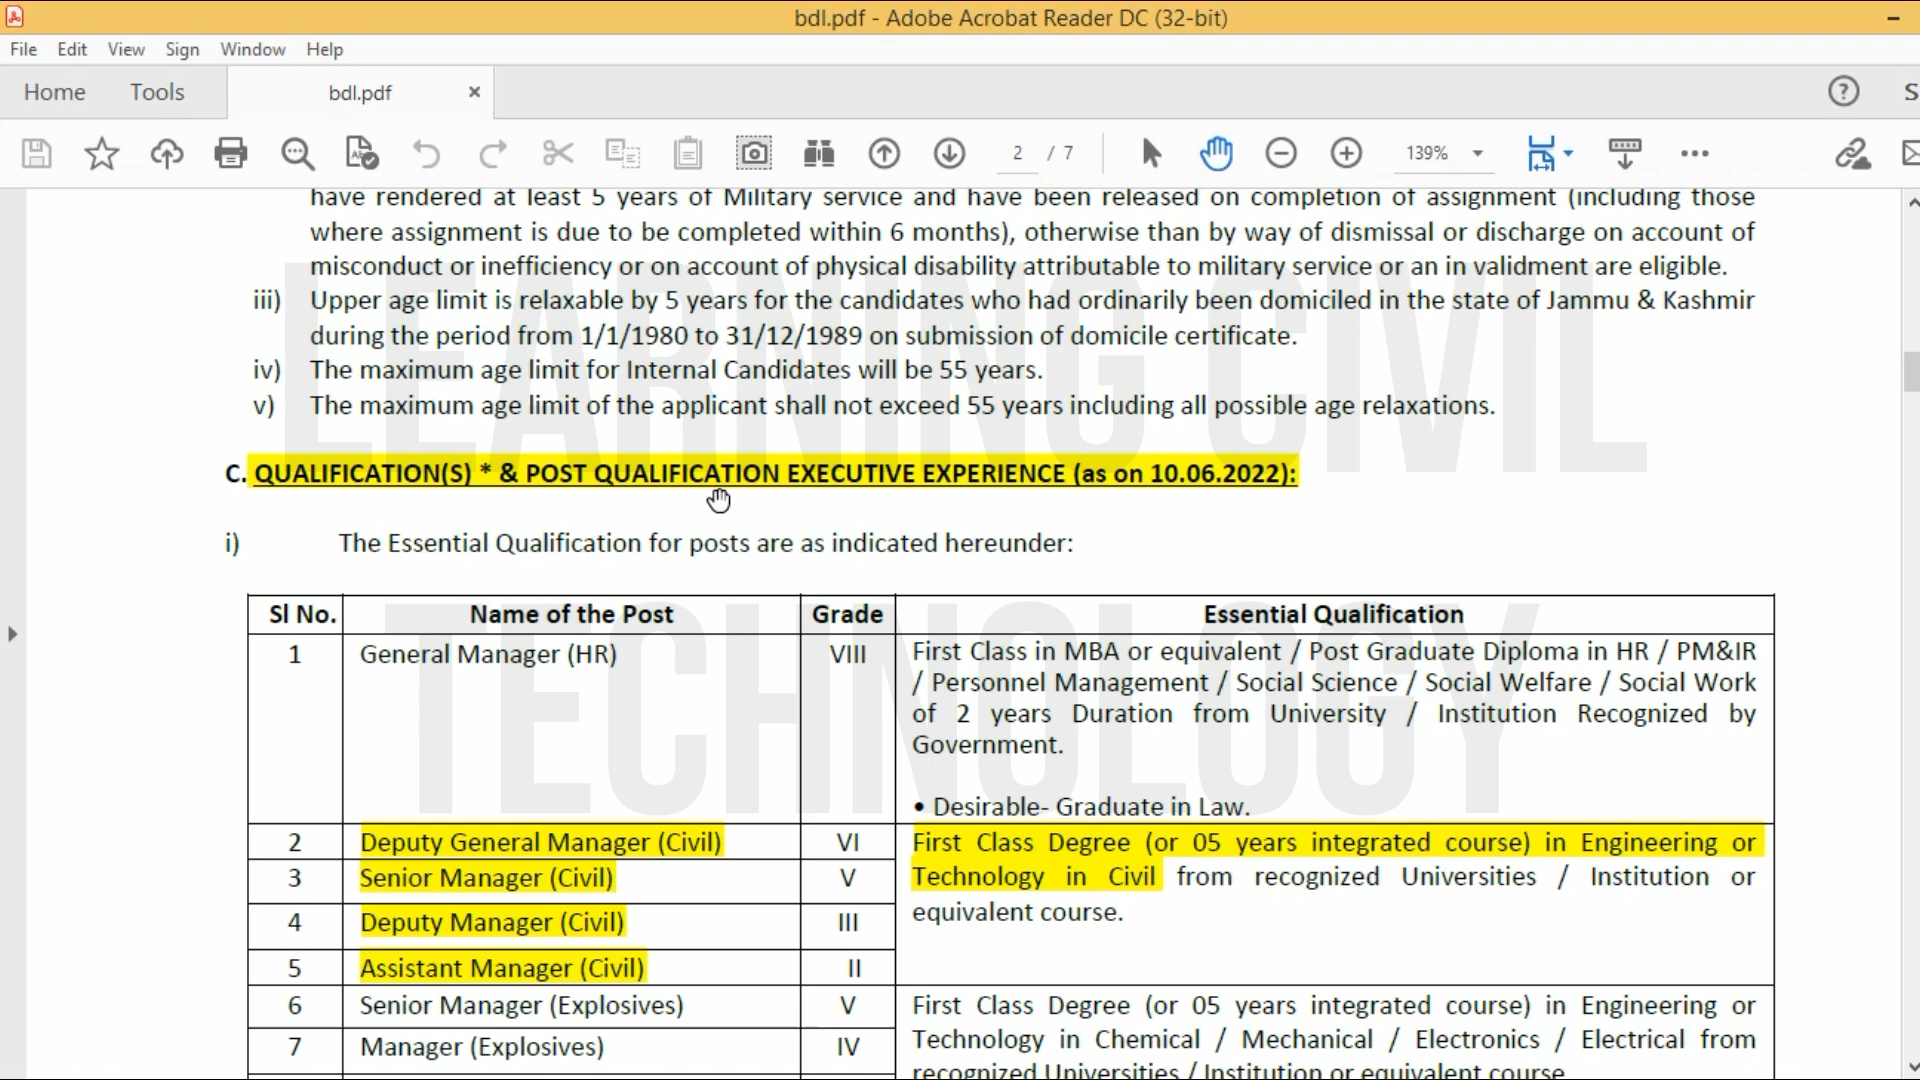 bdl.pdf - Adobe Acrobat Reader DC (32-bit)
File Edit View Sign Window Help
Home Tools bdl.pdf
2 / 7 139%
have rendered at least 5 years of Military service and have been released on completion of assignment (including those
where assignment is due to be completed within 6 months), otherwise than by way of dismissal or discharge on account of
misconduct or inefficiency or on account of physical disability attributable to military service or an in validment are eligible.
iii) Upper age limit is relaxable by 5 years for the candidates who had ordinarily been domiciled in the state of Jammu & Kashmir
during the period from 1/1/1980 to 31/12/1989 on submission of domicile certificate.
iv) The maximum age limit for Internal Candidates will be 55 years.
v) The maximum age limit of the applicant shall not exceed 55 years including all possible age relaxations.
LEARNING CIVIL
C. QUALIFICATION(S) * & POST QUALIFICATION EXECUTIVE EXPERIENCE (as on 10.06.2022):
i) The Essential Qualification for posts are as indicated hereunder:
TECHNOLOGY
Sl No. Name of the Post Grade Essential Qualification
1 General Manager (HR) VIII First Class in MBA or equivalent / Post Graduate Diploma in HR / PM&IR
/ Personnel Management / Social Science / Social Welfare / Social Work
of 2 years Duration from University / Institution Recognized by
Government.
• Desirable- Graduate in Law.
2 Deputy General Manager (Civil) VI First Class Degree (or 05 years integrated course) in Engineering or
3 Senior Manager (Civil) V Technology in Civil from recognized Universities / Institution or
4 Deputy Manager (Civil) III equivalent course.
5 Assistant Manager (Civil) II
6 Senior Manager (Explosives) V First Class Degree (or 05 years integrated course) in Engineering or
7 Manager (Explosives) IV Technology in Chemical / Mechanical / Electronics / Electrical from
recognized Universities / Institution or equivalent course